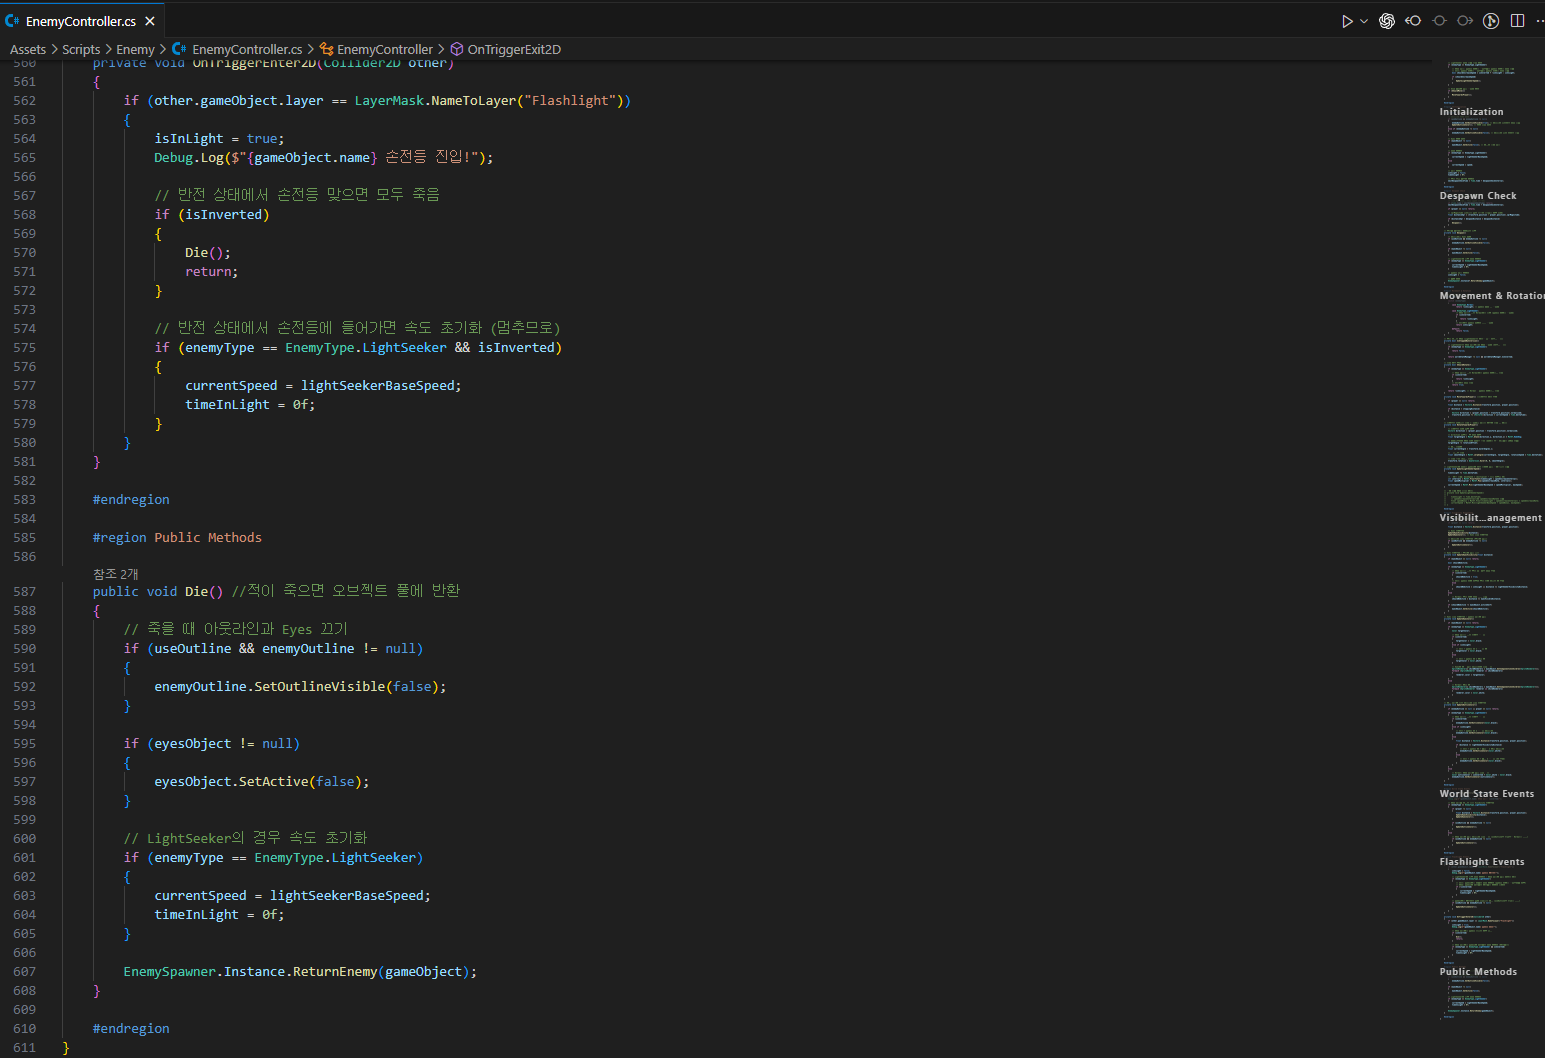 EnemyController.cs
Assets > Scripts > Enemy > EnemyController.cs > EnemyController > OnTriggerExit2D
560 private void OnTriggerEnter2D(Collider2D other)
561 {
562 if (other.gameObject.layer == LayerMask.NameToLayer("Flashlight"))
563 {
564 isInLight = true;
565 Debug.Log($"{gameObject.name} 손전등 진입!");
566
567 // 반전 상태에서 손전등 맞으면 모두 죽음
568 if (isInverted)
569 {
570 Die();
571 return;
572 }
573
574 // 반전 상태에서 손전등에 들어가면 속도 초기화 (멈추므로)
575 if (enemyType == EnemyType.LightSeeker && isInverted)
576 {
577 currentSpeed = lightSeekerBaseSpeed;
578 timeInLight = 0f;
579 }
580 }
581 }
582
583 #endregion
584
585 #region Public Methods
586
참조 2개
587 public void Die() //적이 죽으면 오브젝트 풀에 반환
588 {
589 // 죽을 때 아웃라인과 Eyes 끄기
590 if (useOutline && enemyOutline != null)
591 {
592 enemyOutline.SetOutlineVisible(false);
593 }
594
595 if (eyesObject != null)
596 {
597 eyesObject.SetActive(false);
598 }
599
600 // LightSeeker의 경우 속도 초기화
601 if (enemyType == EnemyType.LightSeeker)
602 {
603 currentSpeed = lightSeekerBaseSpeed;
604 timeInLight = 0f;
605 }
606
607 EnemySpawner.Instance.ReturnEnemy(gameObject);
608 }
609
610 #endregion
611 }
Initialization
Despawn Check
Movement & Rotatio
Visibilit...anagement
World State Events
Flashlight Events
Public Methods